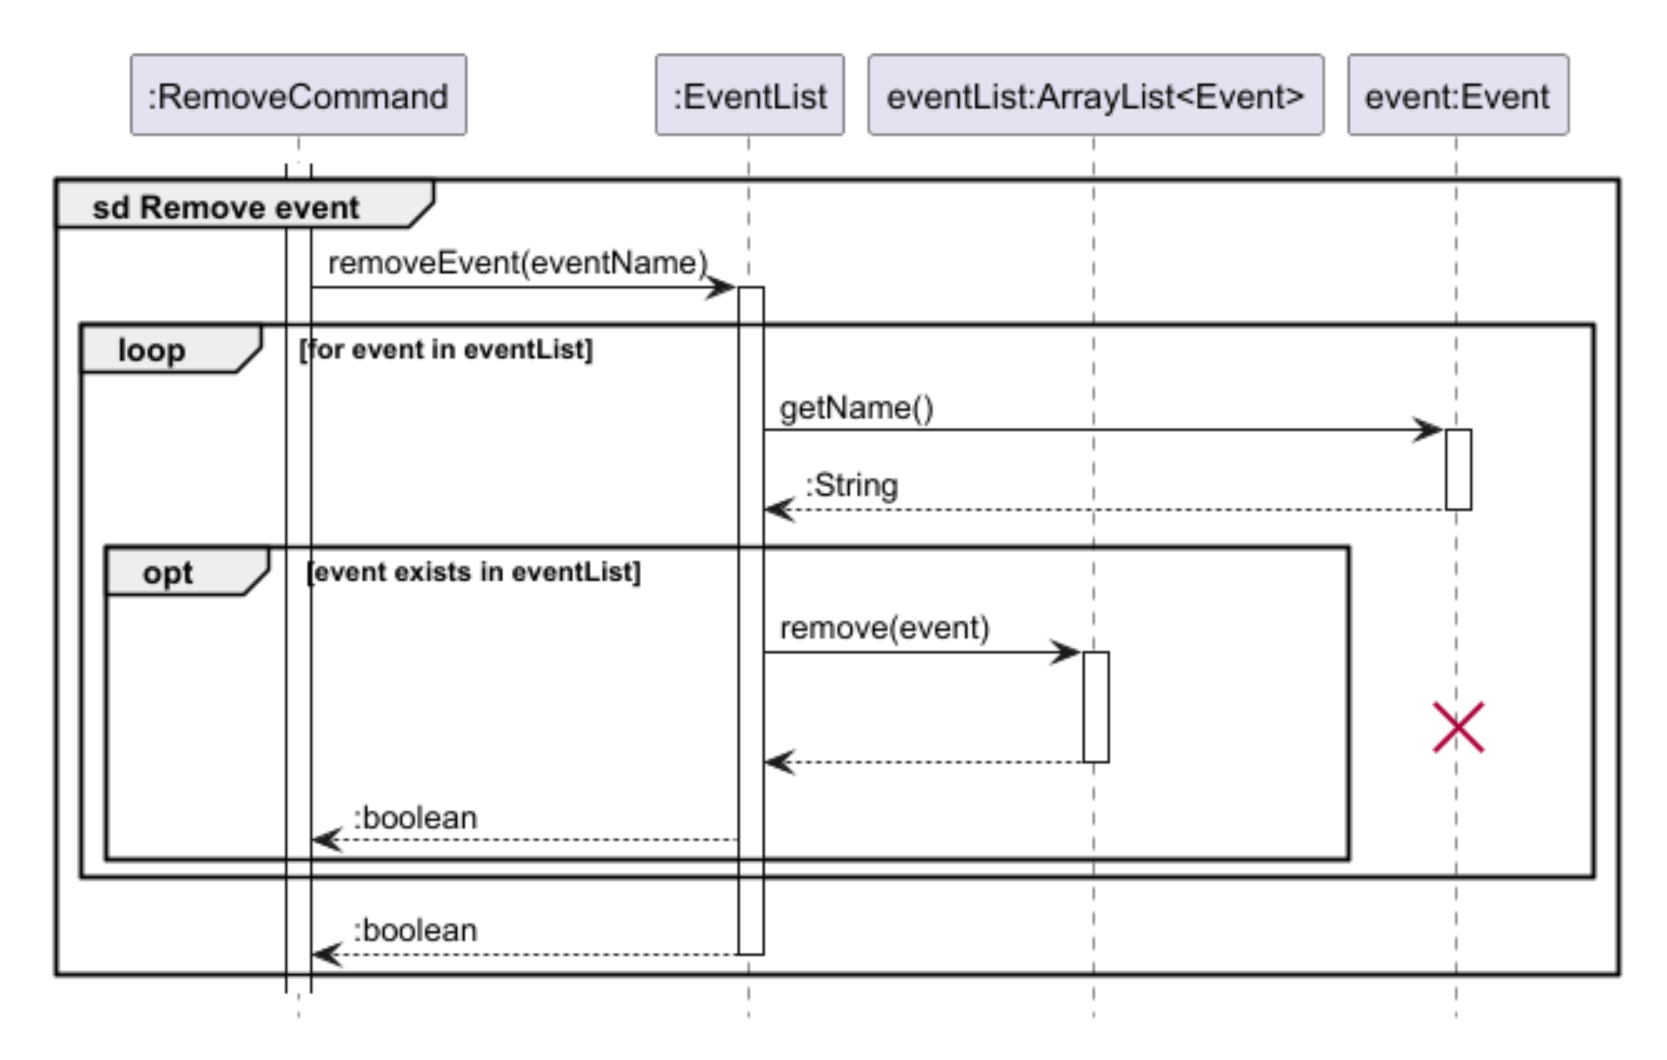 :RemoveCommand
:EventList
eventList:ArrayList<Event>
event:Event
sd Remove event
removeEvent(eventName)
loop
[for event in eventList]
getName()
:String
opt
[event exists in eventList]
remove(event)
:boolean
:boolean